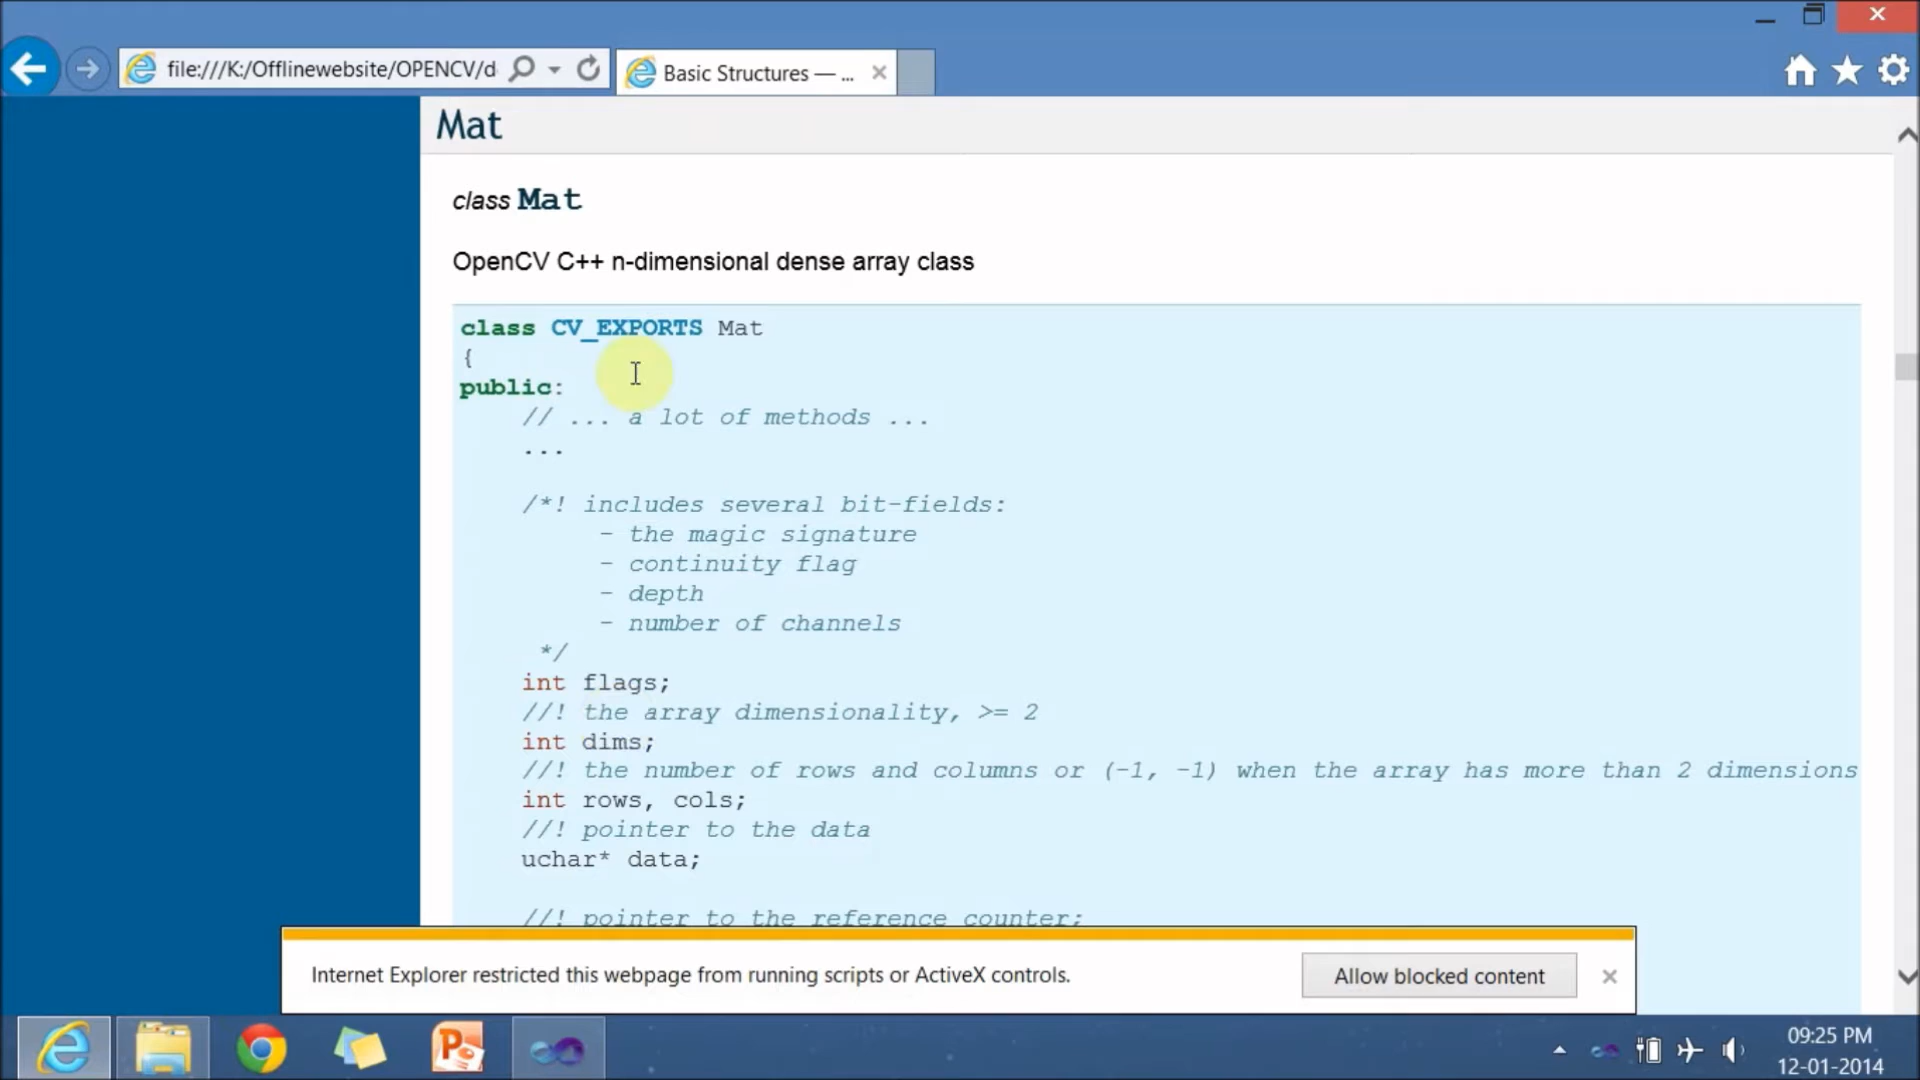 file:///K:/Offlinewebsite/OPENCV/d
Basic Structures — ...
Mat
class Mat
OpenCV C++ n-dimensional dense array class
class CV_EXPORTS Mat
{
public:
// ... a lot of methods ...
...
/*! includes several bit-fields:
- the magic signature
- continuity flag
- depth
- number of channels
*/
int flags;
//! the array dimensionality, >= 2
int dims;
//! the number of rows and columns or (-1, -1) when the array has more than 2 dimensions
int rows, cols;
//! pointer to the data
uchar* data;
//! pointer to the reference counter;
Internet Explorer restricted this webpage from running scripts or ActiveX controls.
Allow blocked content
09:25 PM
12-01-2014